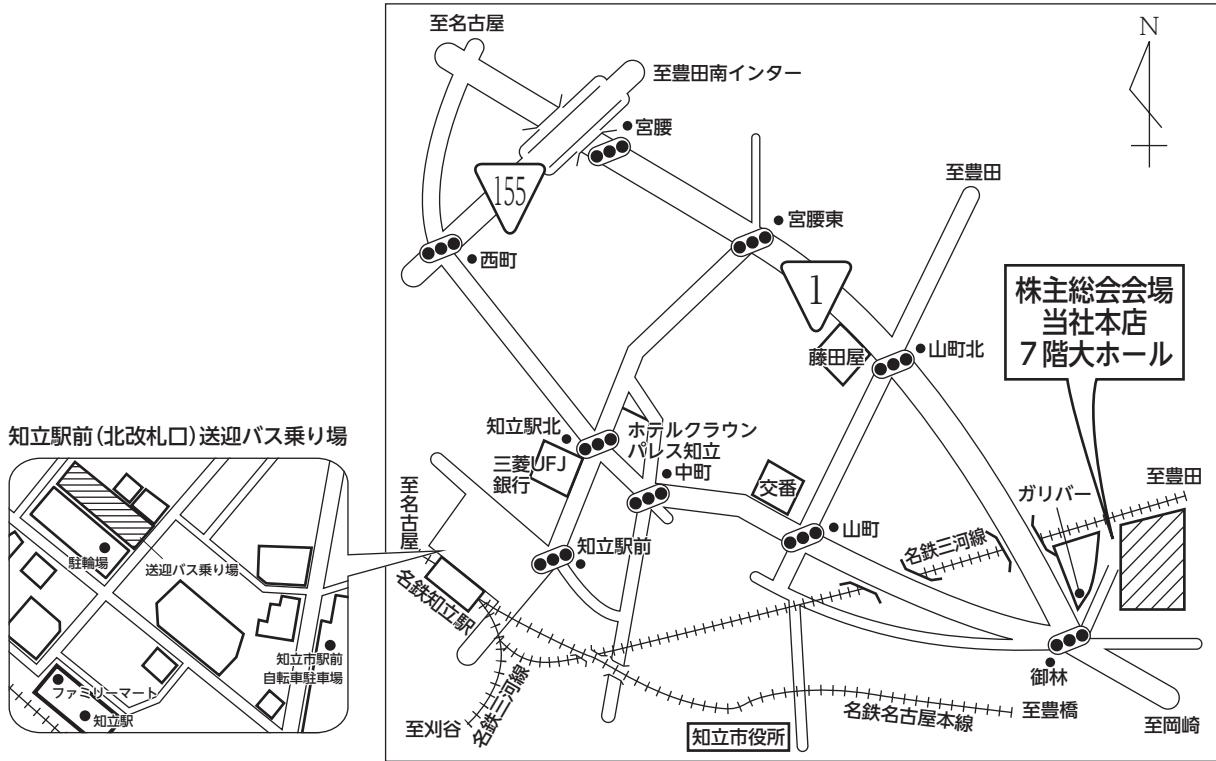 至名古屋
至豊田南インター
N
宮腰
155
至豊田
宮腰東
西町
1
株主総会会場
当社本店
７階大ホール
藤田屋
山町北
知立駅前（北改札口）送迎バス乗り場
知立駅北
ホテルクラウン
パレス知立
三菱UFJ
銀行
中町
至名古屋
交番
ガリバー
至豊田
山町
名鉄三河線
知立駅前
名鉄知立駅
駐輪場
送迎バス乗り場
知立市駅前
自転車駐車場
ファミリーマート
知立駅
御林
至刈谷
名鉄三河線
知立市役所
名鉄名古屋本線
至豊橋
至岡崎